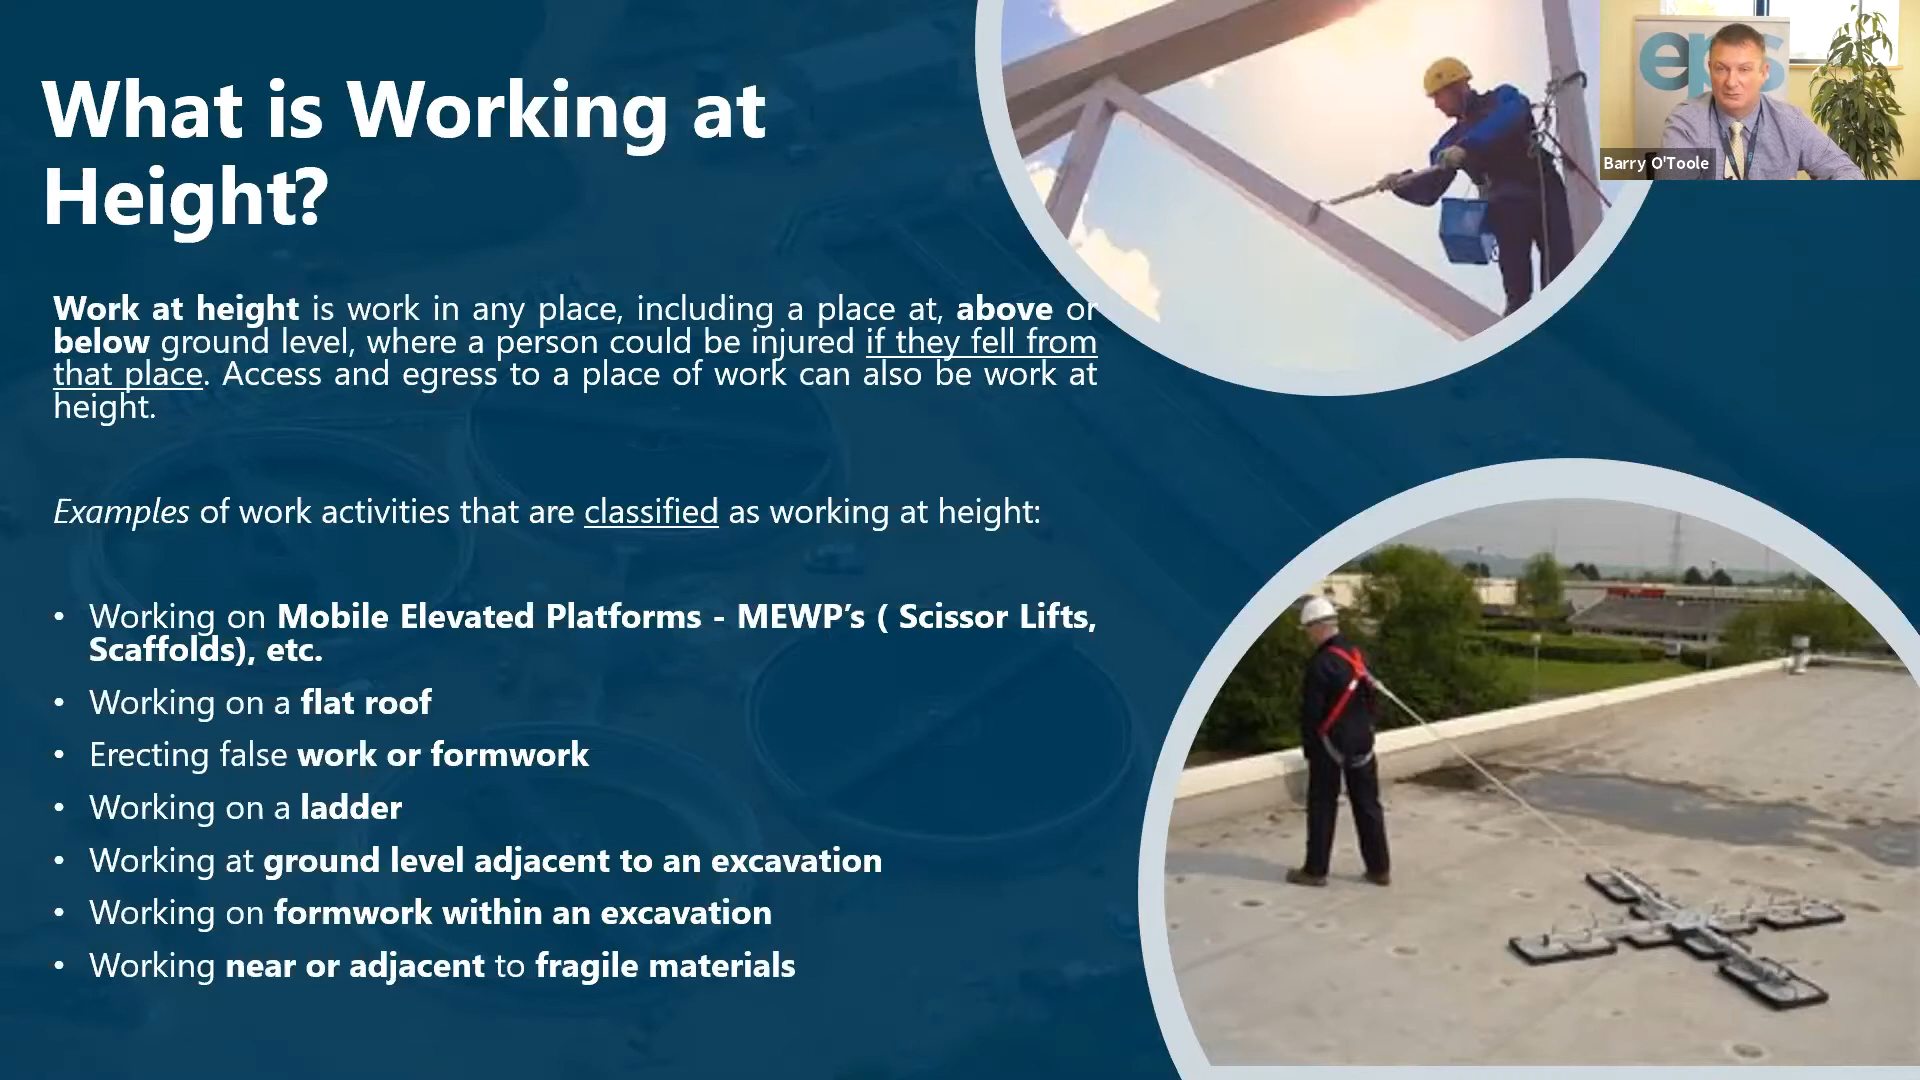 What is Working at
Height?
Work at height is work in any place, including a place at, above or
below ground level, where a person could be injured if they fell from
that place. Access and egress to a place of work can also be work at
height.
Examples of work activities that are classified as working at height:
• Working on Mobile Elevated Platforms - MEWP’s ( Scissor Lifts,
Scaffolds), etc.
• Working on a flat roof
• Erecting false work or formwork
• Working on a ladder
• Working at ground level adjacent to an excavation
• Working on formwork within an excavation
• Working near or adjacent to fragile materials
eps
Barry O'Toole